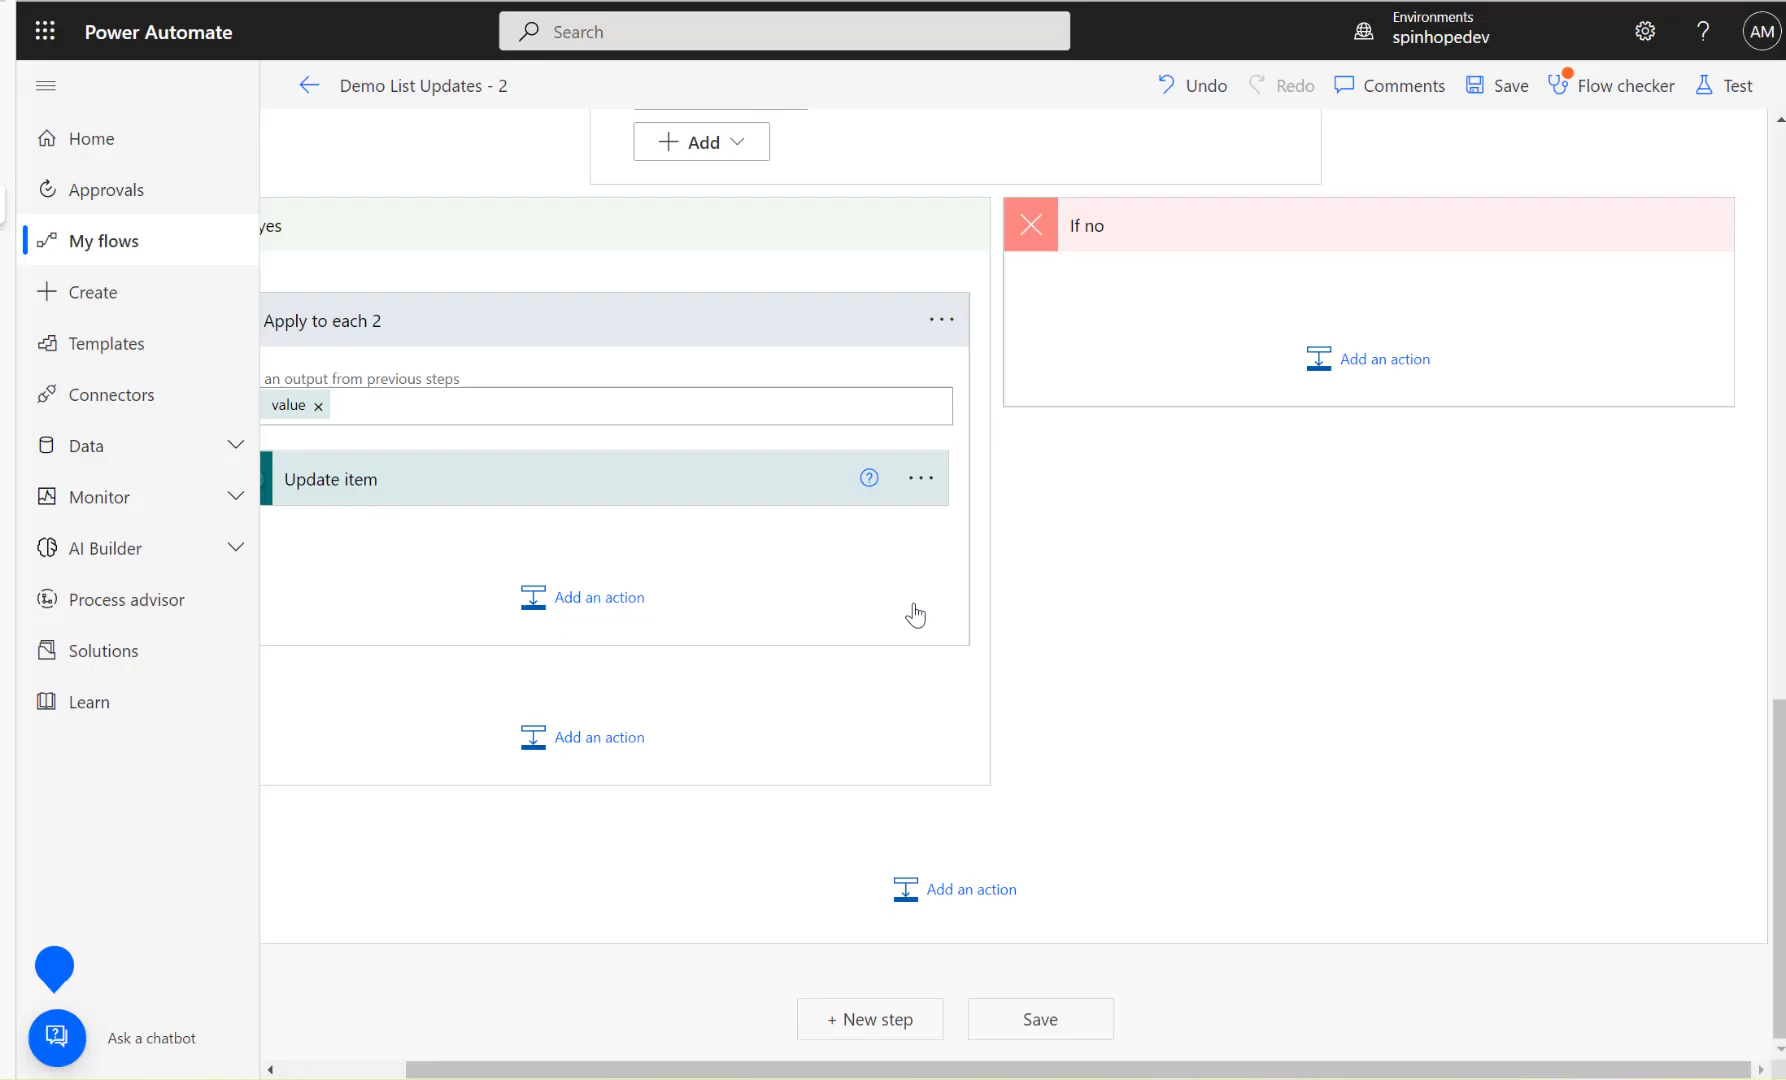 Power Automate
Search
Environments
spinhopedev
AM
Demo List Updates - 2
Undo
Redo
Comments
Save
Flow checker
Test
Home
Approvals
My flows
Create
Templates
Connectors
Data
Monitor
AI Builder
Process advisor
Solutions
Learn
Ask a chatbot
Add
yes
If no
Apply to each 2
an output from previous steps
value
Update item
Add an action
Add an action
Add an action
Add an action
+ New step
Save